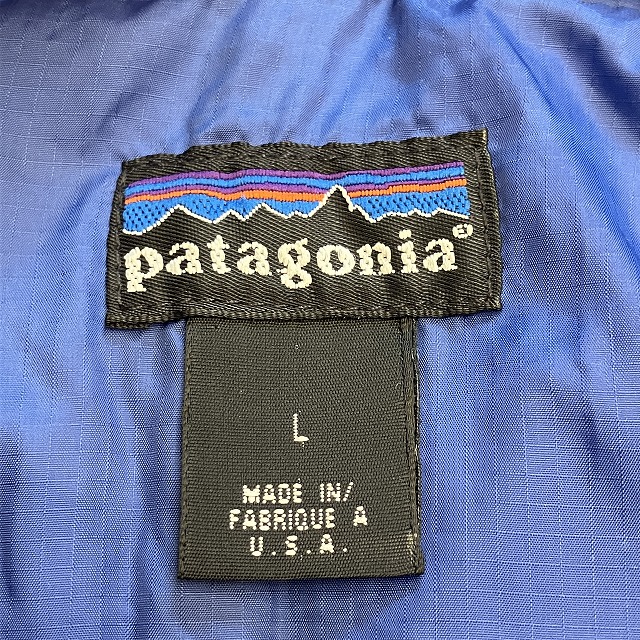 patagonia®
L
MADE IN/
FABRIQUE A
U.S.A.